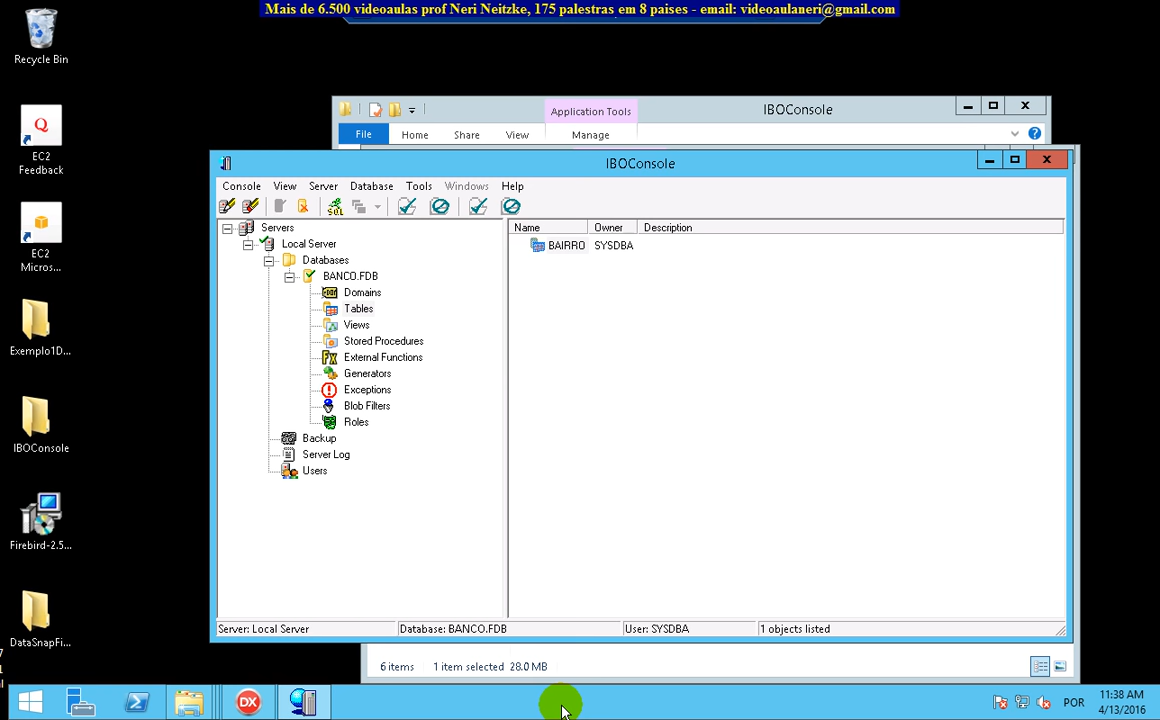 Mais de 6.500 videoaulas prof Neri Neitzke, 175 palestras em 8 paises - email: videoaulaneri@gmail.com
Recycle Bin
EC2
Feedback
EC2
Micros...
Exemplo1D...
IBOConsole
Firebird-2.5...
DataSnapFi...
Application Tools
IBOConsole
File
Home
Share
View
Manage
IBOConsole
Console
View
Server
Database
Tools
Windows
Help
SQL
Servers
Local Server
Databases
BANCO.FDB
Domains
Tables
Views
Stored Procedures
External Functions
Generators
Exceptions
Blob Filters
Roles
Backup
Server Log
Users
Name
Owner
Description
BAIRRO
SYSDBA
Server: Local Server
Database: BANCO.FDB
User: SYSDBA
1 objects listed
6 items
1 item selected 28.0 MB
DX
POR
11:38 AM
4/13/2016